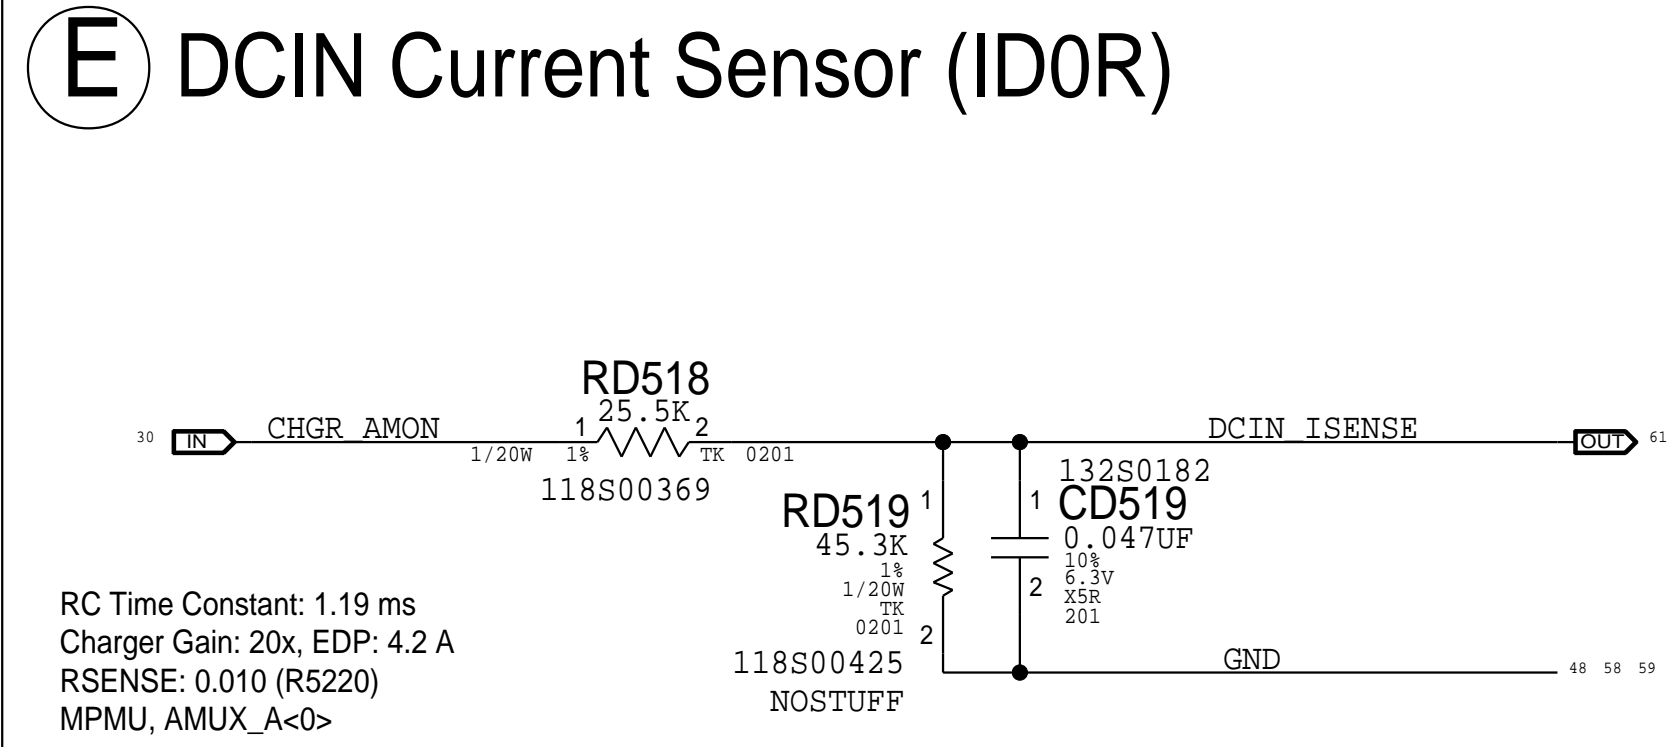 E DCIN Current Sensor (ID0R)
RD518
25.5K
30 IN CHGR_AMON 1 2 DCIN_ISENSE OUT 61
1/20W 1% TK 0201
118S00369
132S0182
RD519 1 1 CD519
45.3K 0.047UF
1% 10%
1/20W 2 6.3V
TK X5R
0201 2 201
118S00425 GND 48 58 59
NOSTUFF
RC Time Constant: 1.19 ms
Charger Gain: 20x, EDP: 4.2 A
RSENSE: 0.010 (R5220)
MPMU, AMUX_A<0>